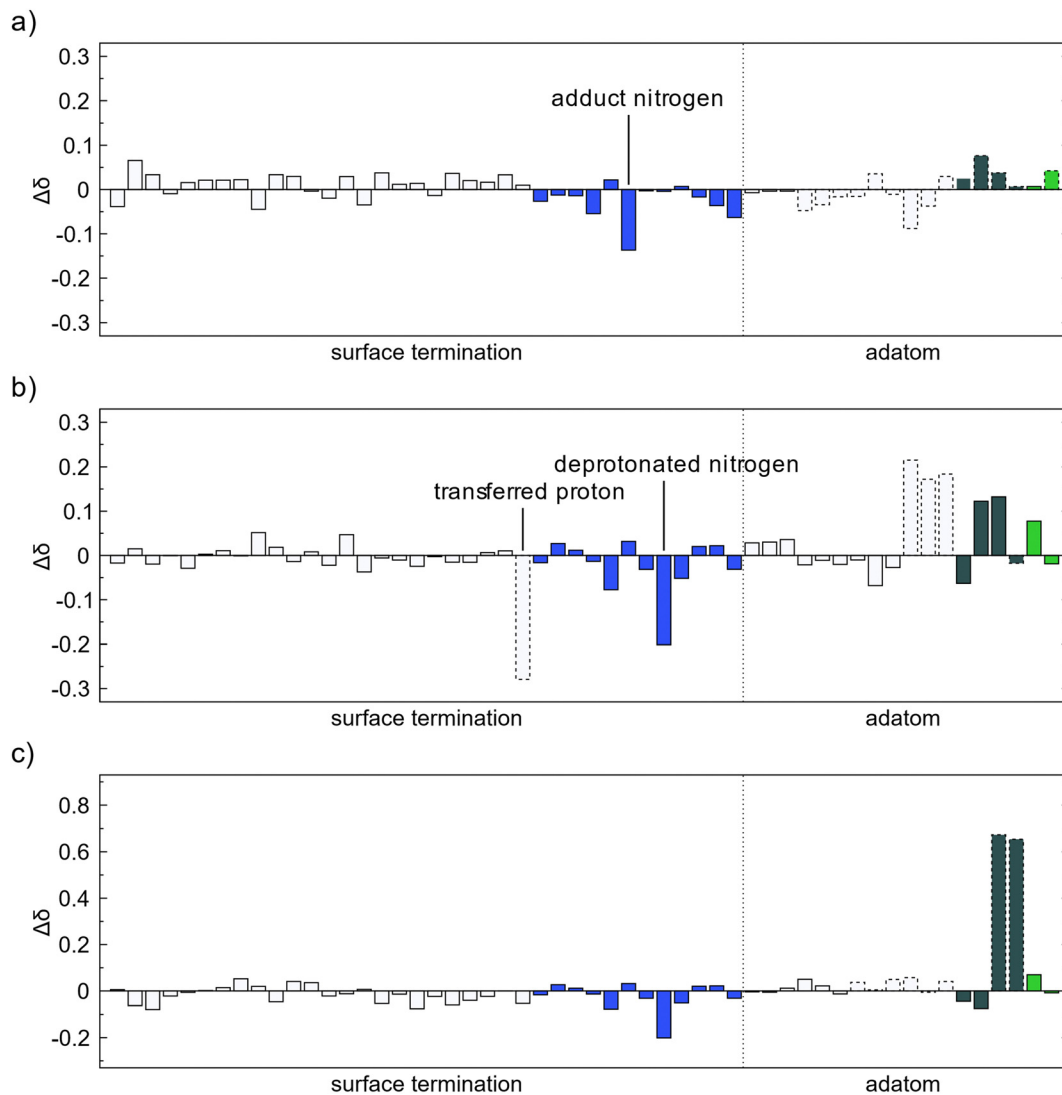 a)
0.3
0.2
adduct nitrogen
0.1
0
-0.1
-0.2
-0.3
Δδ
surface termination adatom
b)
0.3
0.2
deprotonated nitrogen
transferred proton
0.1
0
-0.1
-0.2
-0.3
Δδ
surface termination adatom
c)
0.8
0.6
0.4
0.2
0
-0.2
Δδ
surface termination adatom